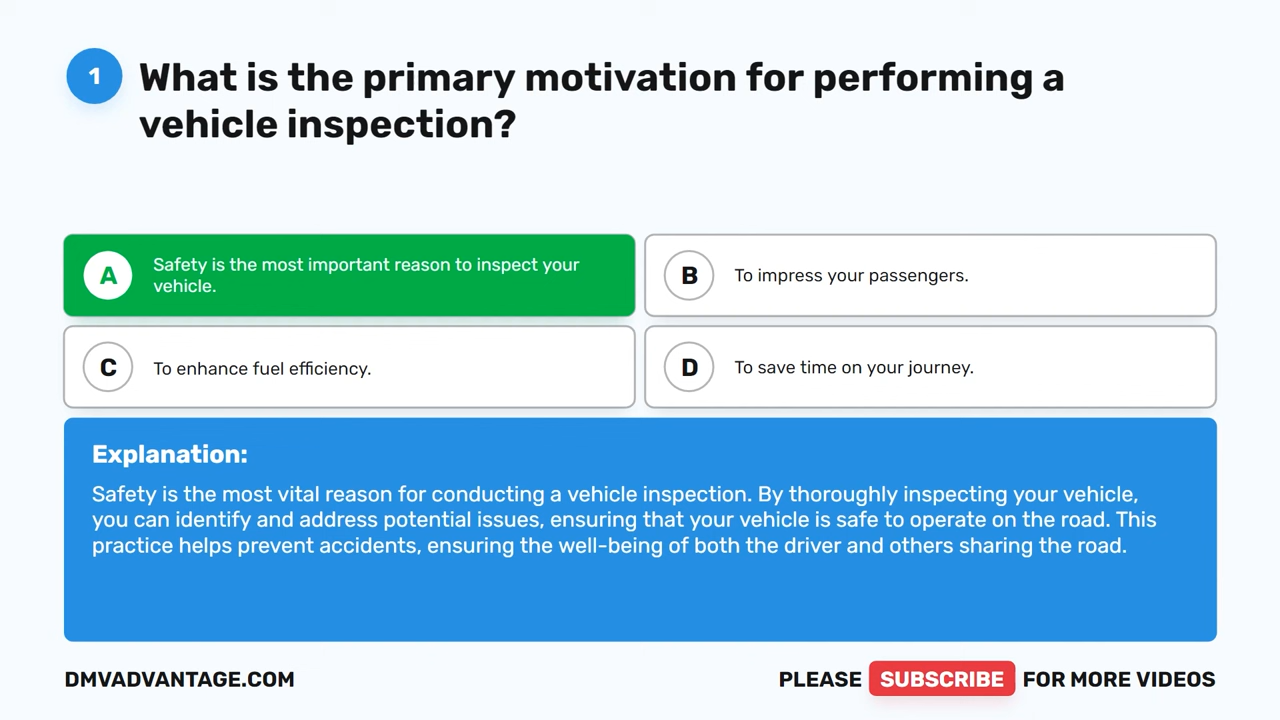 1
What is the primary motivation for performing a
vehicle inspection?
A
Safety is the most important reason to inspect your
vehicle.
B
To impress your passengers.
C
To enhance fuel efficiency.
D
To save time on your journey.
Explanation:
Safety is the most vital reason for conducting a vehicle inspection. By thoroughly inspecting your vehicle,
you can identify and address potential issues, ensuring that your vehicle is safe to operate on the road. This
practice helps prevent accidents, ensuring the well-being of both the driver and others sharing the road.
DMVADVANTAGE.COM
PLEASE SUBSCRIBE FOR MORE VIDEOS